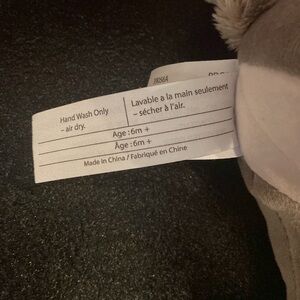 Hand Wash Only
– air dry.
Lavable a la main seulement
– sécher à l'air.
Age : 6m +
Âge : 6m +
Made in China / Fabriqué en Chine